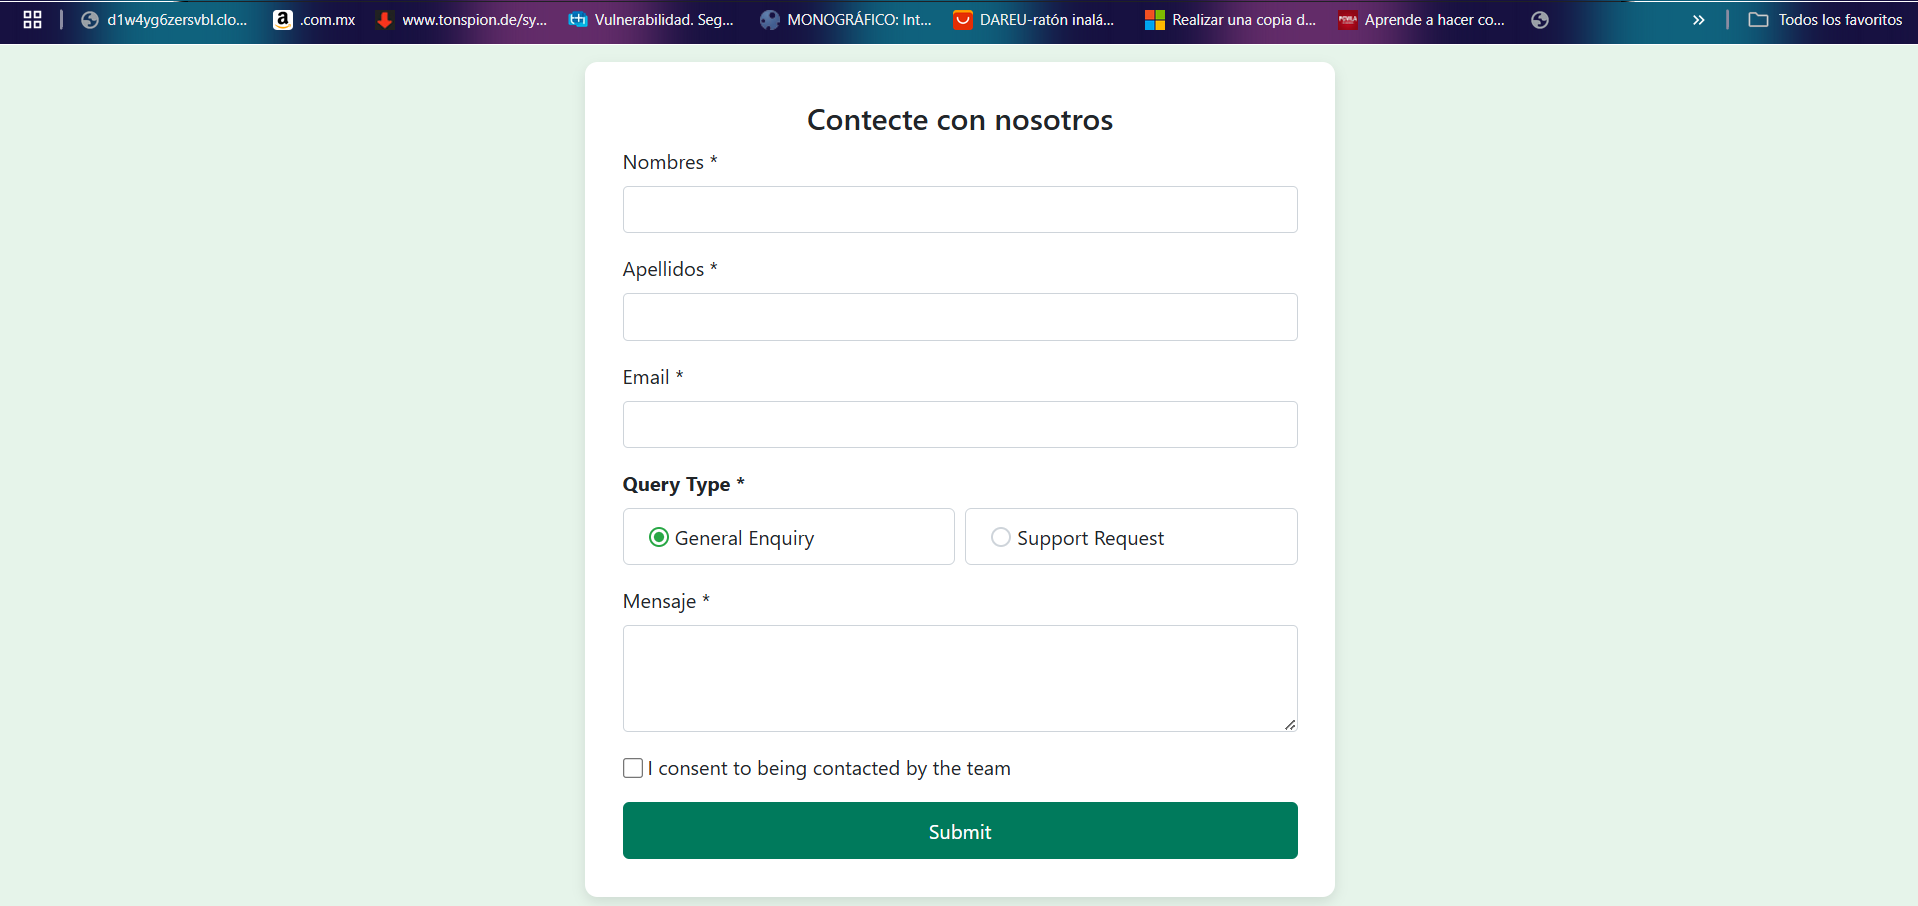 d1w4yg6zersvbl.clo... .com.mx www.tonspion.de/sy... Vulnerabilidad. Seg... MONOGRÁFICO: Int... DAREU-ratón inalá... Realizar una copia d... Aprende a hacer co... » Todos los favoritos
Contecte con nosotros
Nombres *
Apellidos *
Email *
Query Type *
General Enquiry Support Request
Mensaje *
I consent to being contacted by the team
Submit